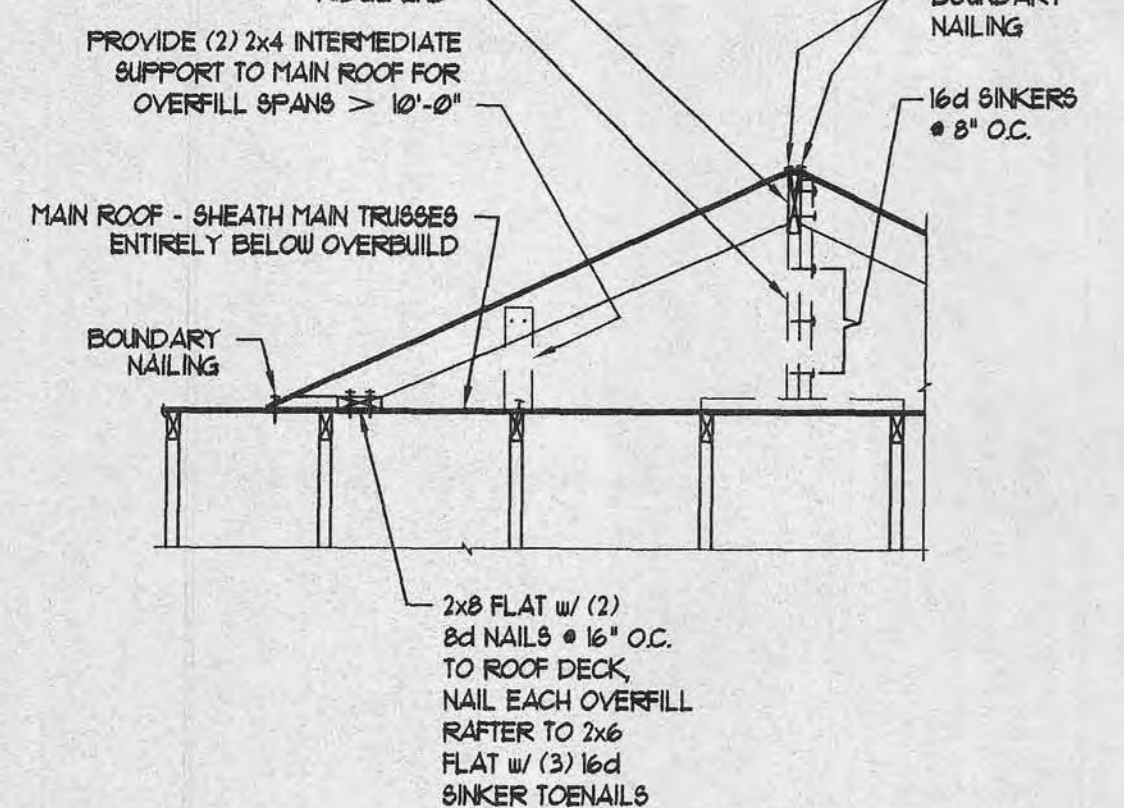 PROVIDE (2) 2x4 INTERMEDIATE
SUPPORT TO MAIN ROOF FOR
OVERFILL SPANS > 10'-0"
BOUNDARY
NAILING
16d SINKERS
@ 8" O.C.
MAIN ROOF - SHEATH MAIN TRUSSES
ENTIRELY BELOW OVERBUILD
BOUNDARY
NAILING
2x8 FLAT w/ (2)
8d NAILS @ 16" O.C.
TO ROOF DECK,
NAIL EACH OVERFILL
RAFTER TO 2x6
FLAT w/ (3) 16d
SINKER TOENAILS